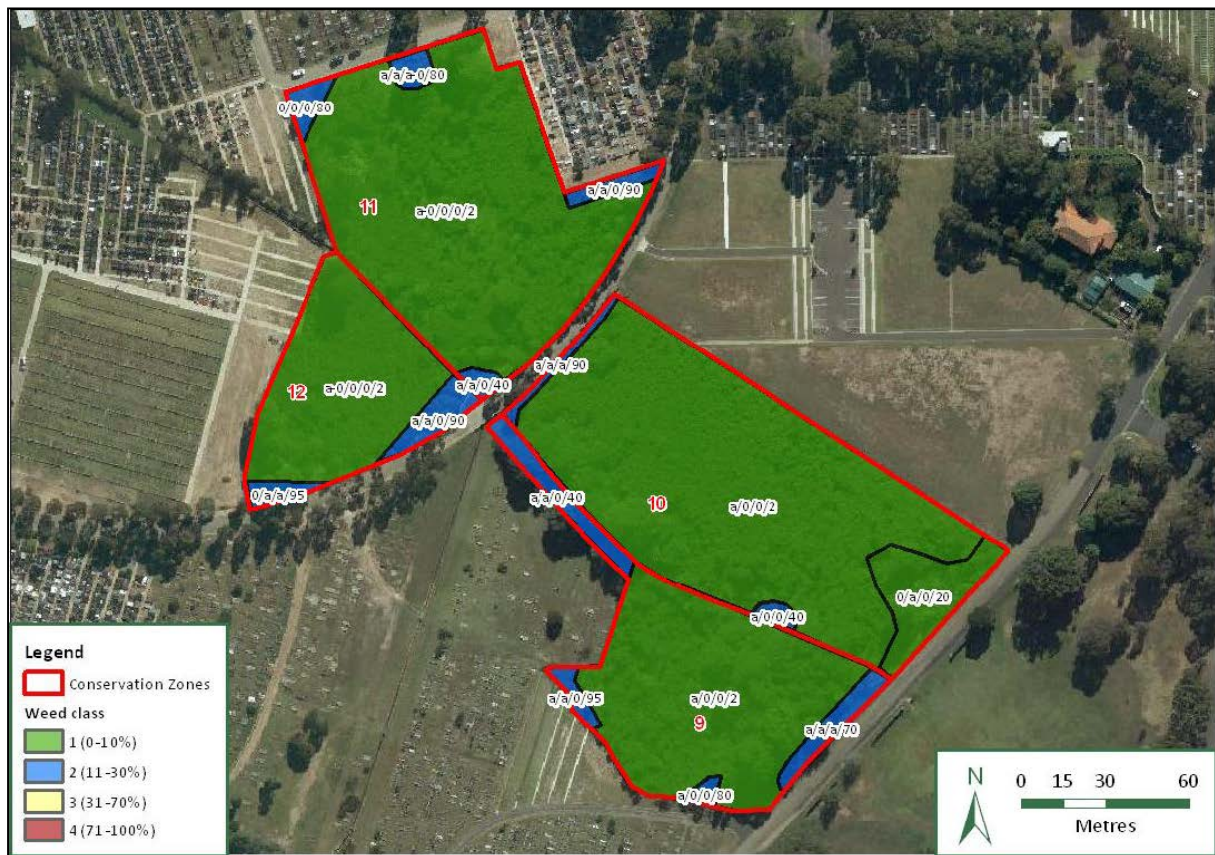 a/a/a-0/80
0/0/0/80
a/a/0/90
11
a-0/0/0/2
a/a/a/90
a/a/0/40
12
a-0/0/0/2
a/a/0/90
0/a/a/95
a/a/0/40
10
a/0/0/2
0/a/0/20
a/0/0/40
a/a/0/95
a/0/0/2
9
a/a/a/70
a/0/0/80
Legend
Conservation Zones
Weed class
1 (0-10%)
2 (11-30%)
3 (31-70%)
4 (71-100%)
N
0 15 30 60
Metres